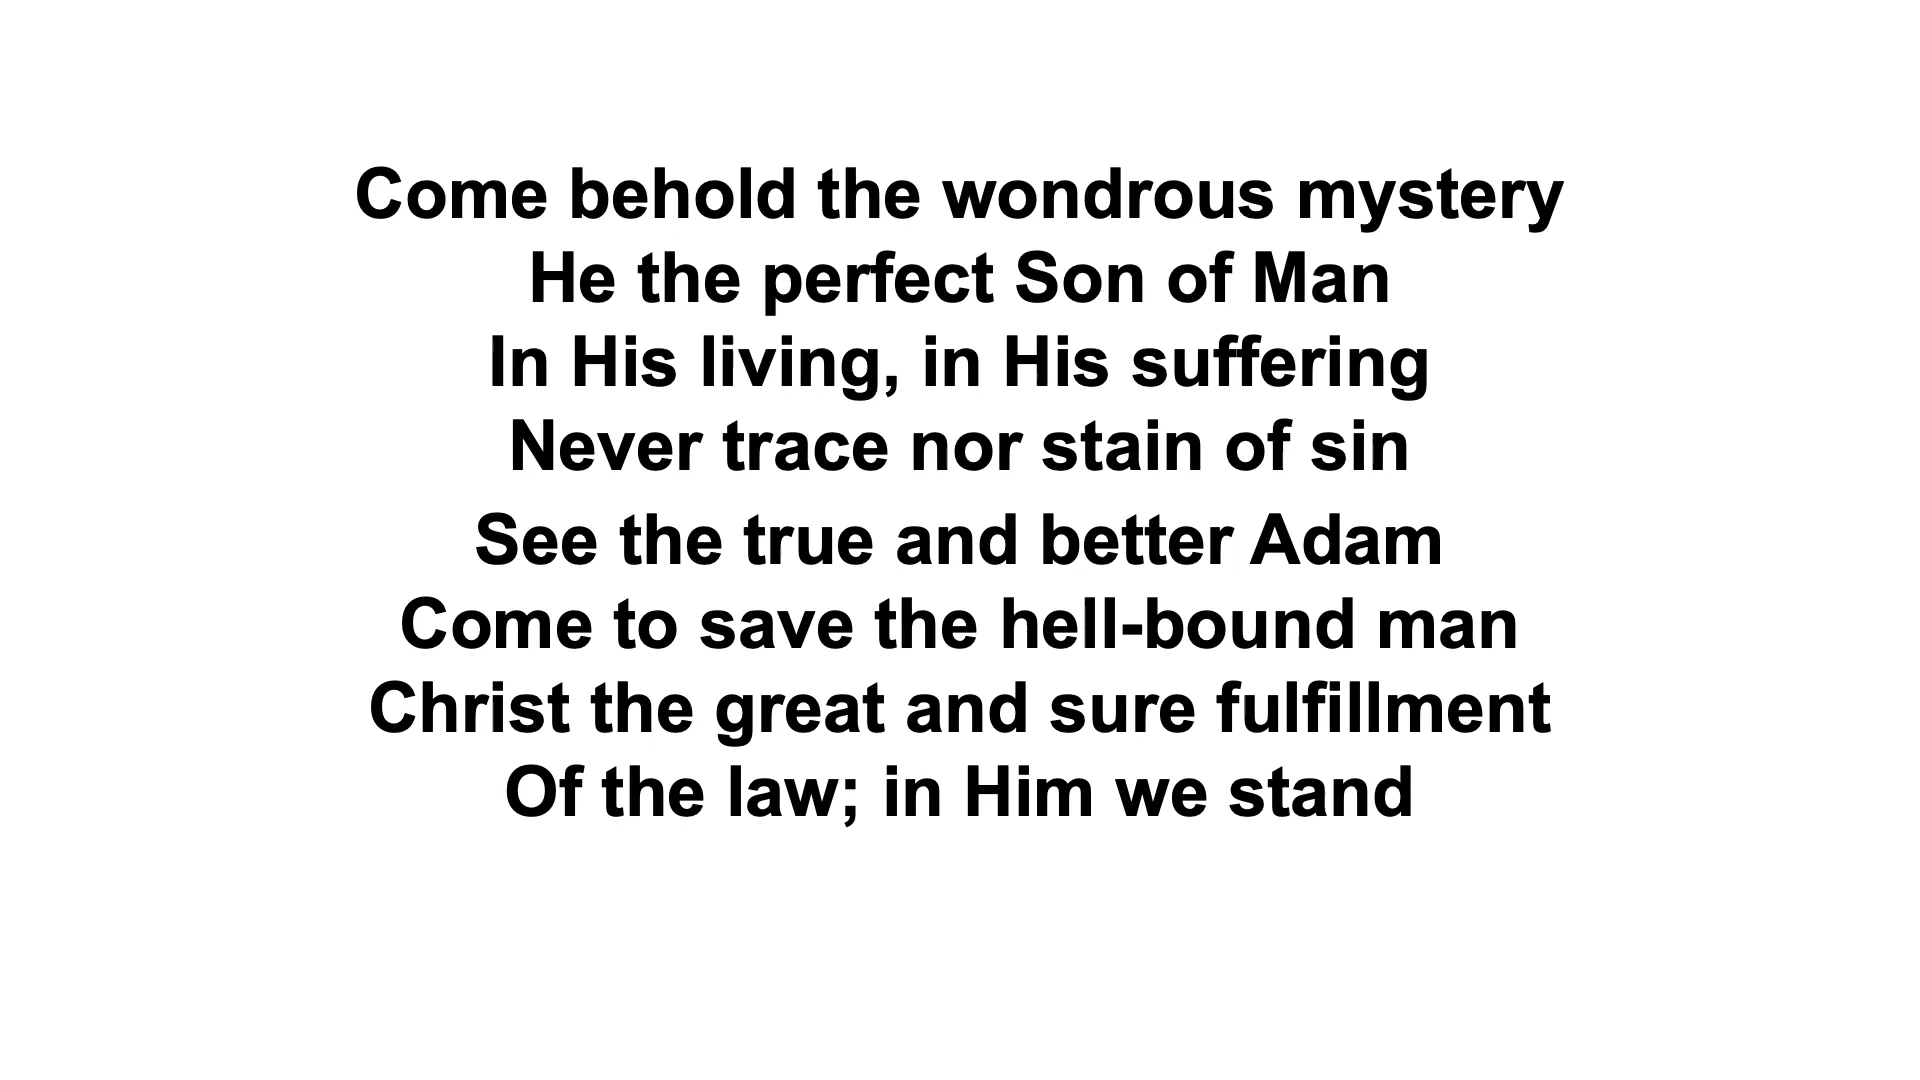 Come behold the wondrous mystery
He the perfect Son of Man
In His living, in His suffering
Never trace nor stain of sin
See the true and better Adam
Come to save the hell-bound man
Christ the great and sure fulfillment
Of the law; in Him we stand